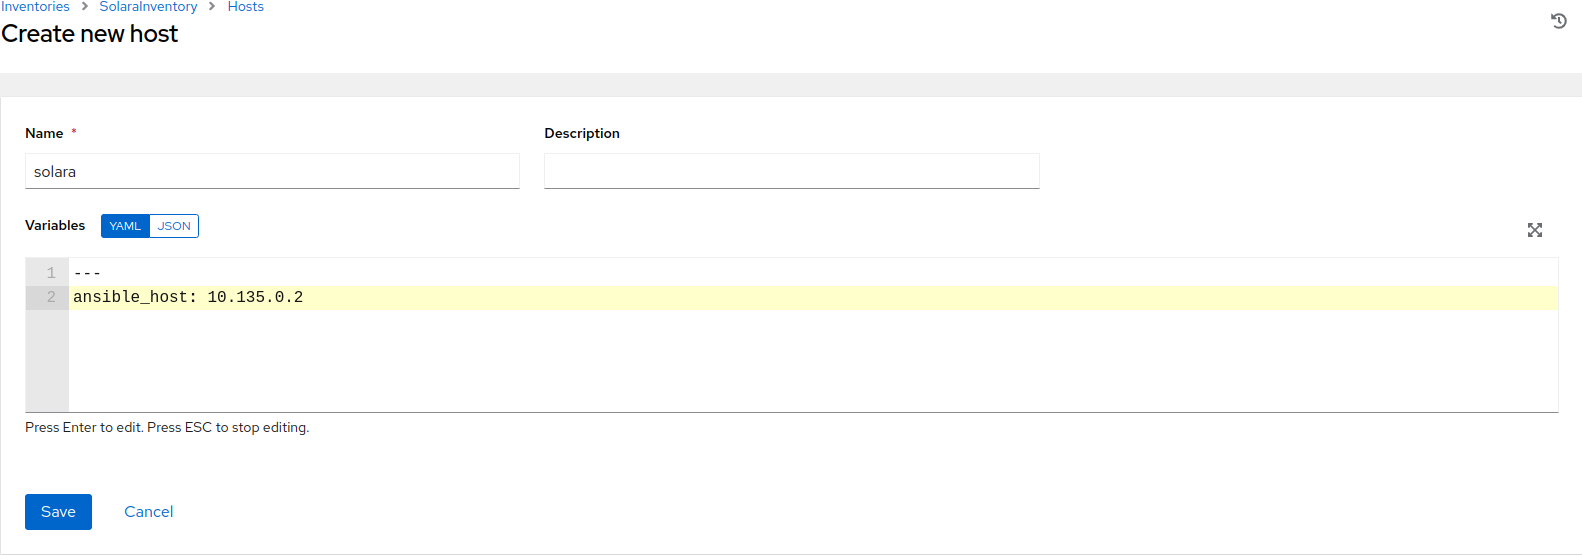 Inventories > SolaraInventory > Hosts
Create new host
Name * Description
solara
Variables YAML JSON
1 ---
2 ansible_host: 10.135.0.2
Press Enter to edit. Press ESC to stop editing.
Save Cancel